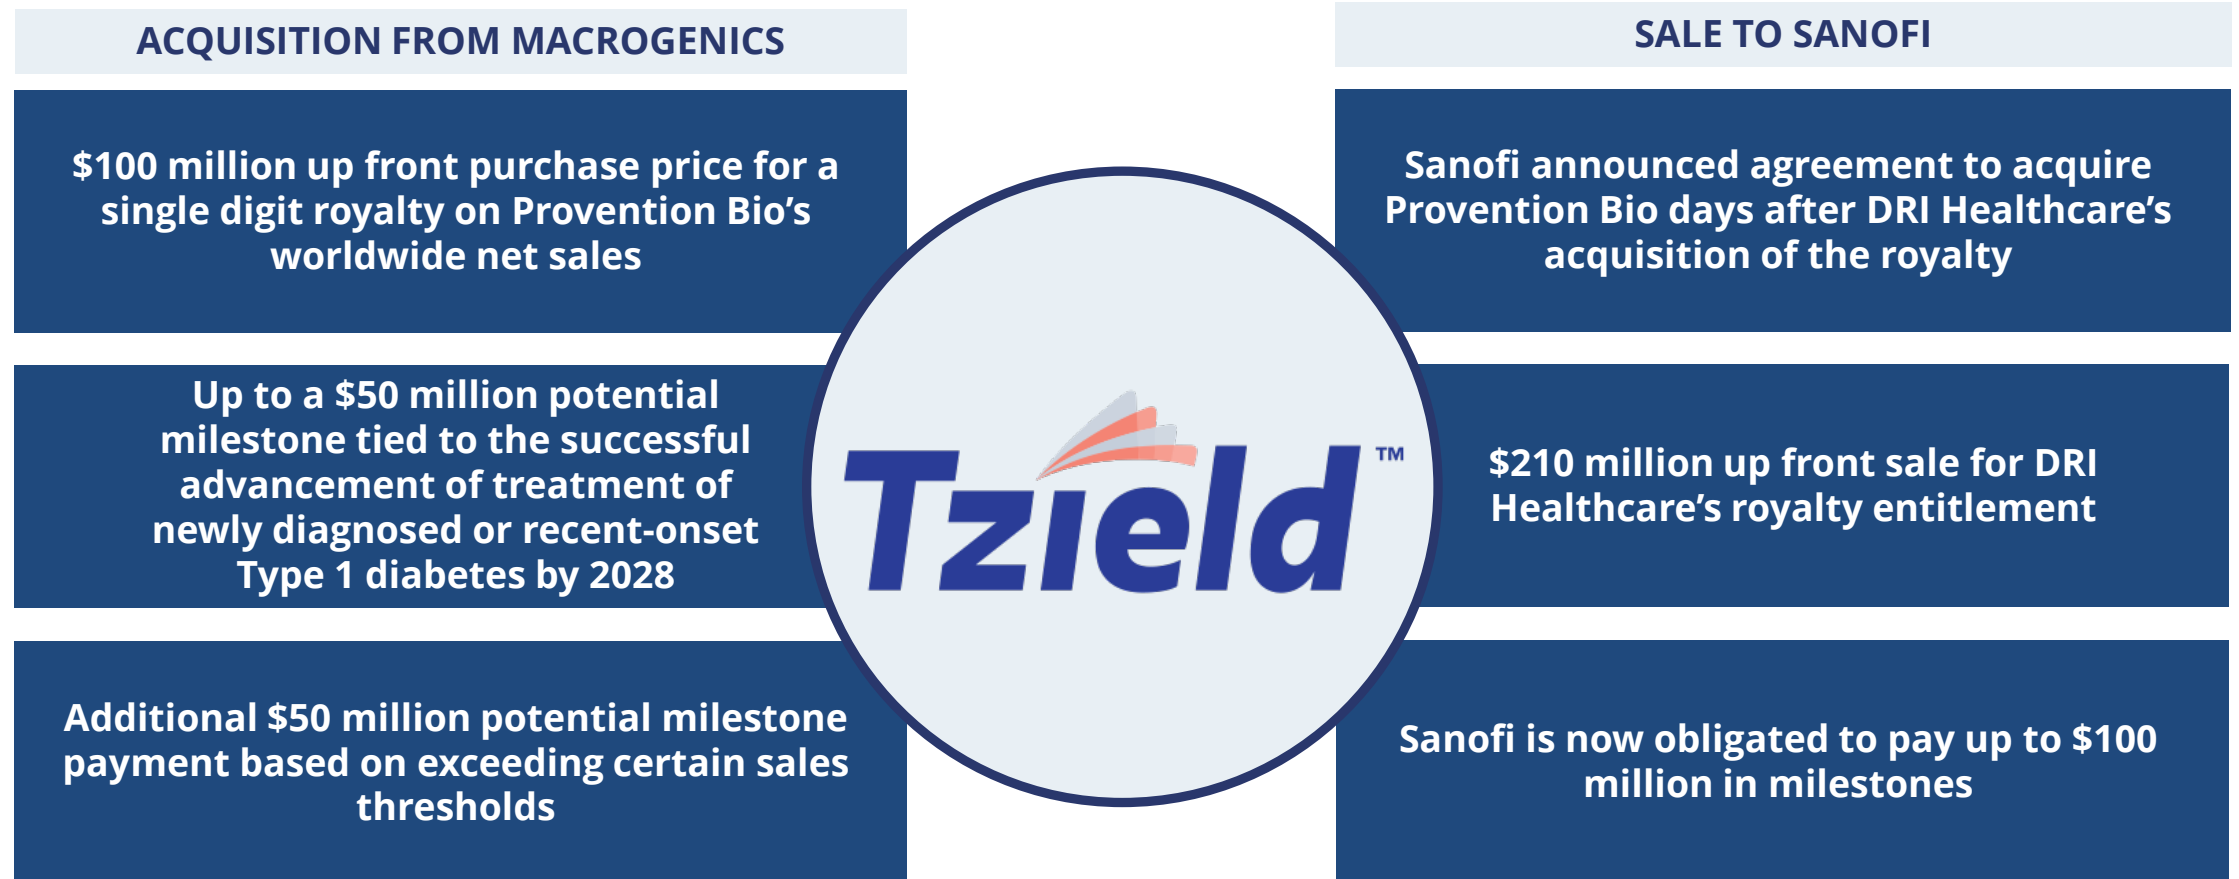 ACQUISITION FROM MACROGENICS
$100 million up front purchase price for a
single digit royalty on Provention Bio’s
worldwide net sales
Up to a $50 million potential
milestone tied to the successful
advancement of treatment of
newly diagnosed or recent-onset
Type 1 diabetes by 2028
Additional $50 million potential milestone
payment based on exceeding certain sales
thresholds
Tzield™
SALE TO SANOFI
Sanofi announced agreement to acquire
Provention Bio days after DRI Healthcare’s
acquisition of the royalty
$210 million up front sale for DRI
Healthcare’s royalty entitlement
Sanofi is now obligated to pay up to $100
million in milestones